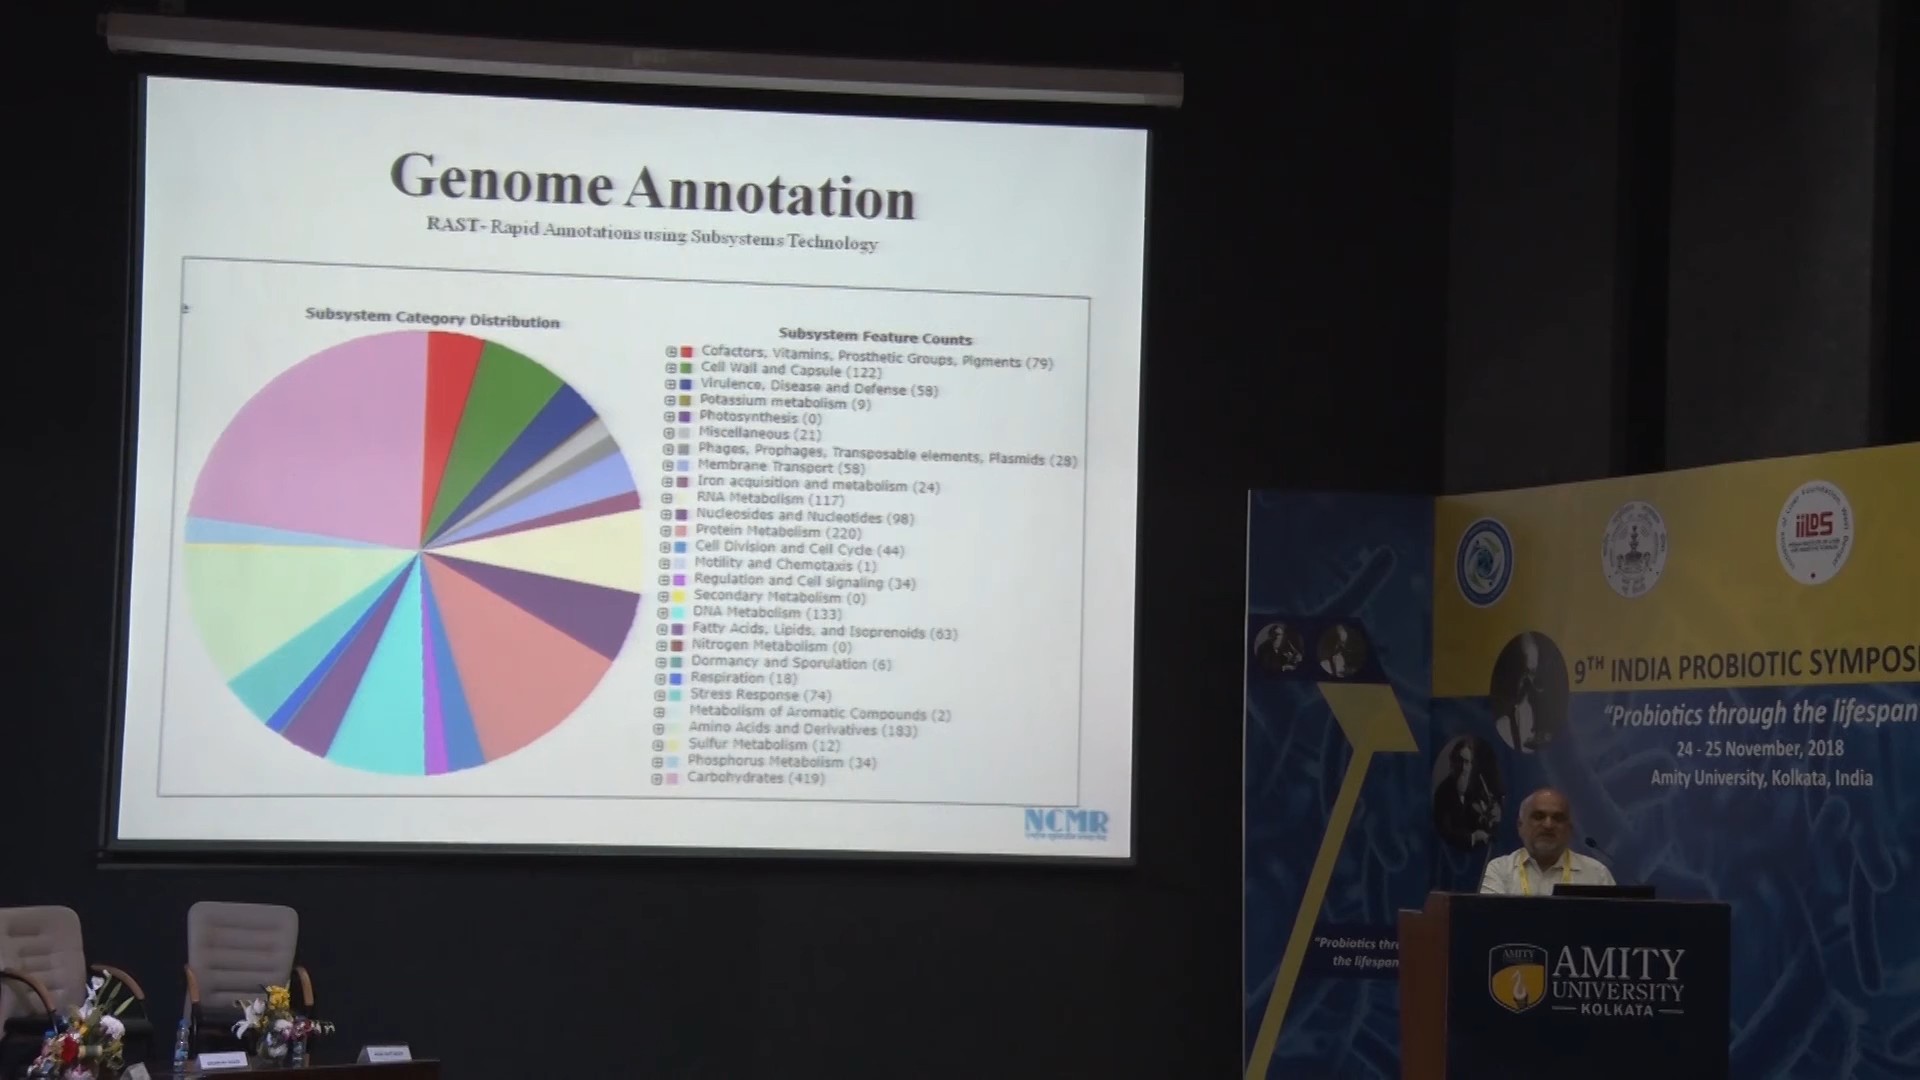 Genome Annotation
RAST- Rapid Annotations using Subsystems Technology
Subsystem Category Distribution
Subsystem Feature Counts
Cofactors, Vitamins, Prosthetic Groups, Pigments (79)
Cell Wall and Capsule (122)
Virulence, Disease and Defense (58)
Potassium metabolism (9)
Photosynthesis (0)
Miscellaneous (21)
Phages, Prophages, Transposable elements, Plasmids (28)
Membrane Transport (58)
Iron acquisition and metabolism (24)
RNA Metabolism (117)
Nucleosides and Nucleotides (98)
Protein Metabolism (220)
Cell Division and Cell Cycle (44)
Motility and Chemotaxis (1)
Regulation and Cell signaling (34)
Secondary Metabolism (0)
DNA Metabolism (133)
Fatty Acids, Lipids, and Isoprenoids (63)
Nitrogen Metabolism (0)
Dormancy and Sporulation (6)
Respiration (18)
Stress Response (74)
Metabolism of Aromatic Compounds (2)
Amino Acids and Derivatives (183)
Sulfur Metabolism (12)
Phosphorus Metabolism (34)
Carbohydrates (419)
NCMR
iiLDS
9TH INDIA PROBIOTIC SYMPOS
"Probiotics through the lifespan
24 - 25 November, 2018
Amity University, Kolkata, India
"Probiotics thr
the lifespan
AMITY
AMITY
UNIVERSITY
KOLKATA